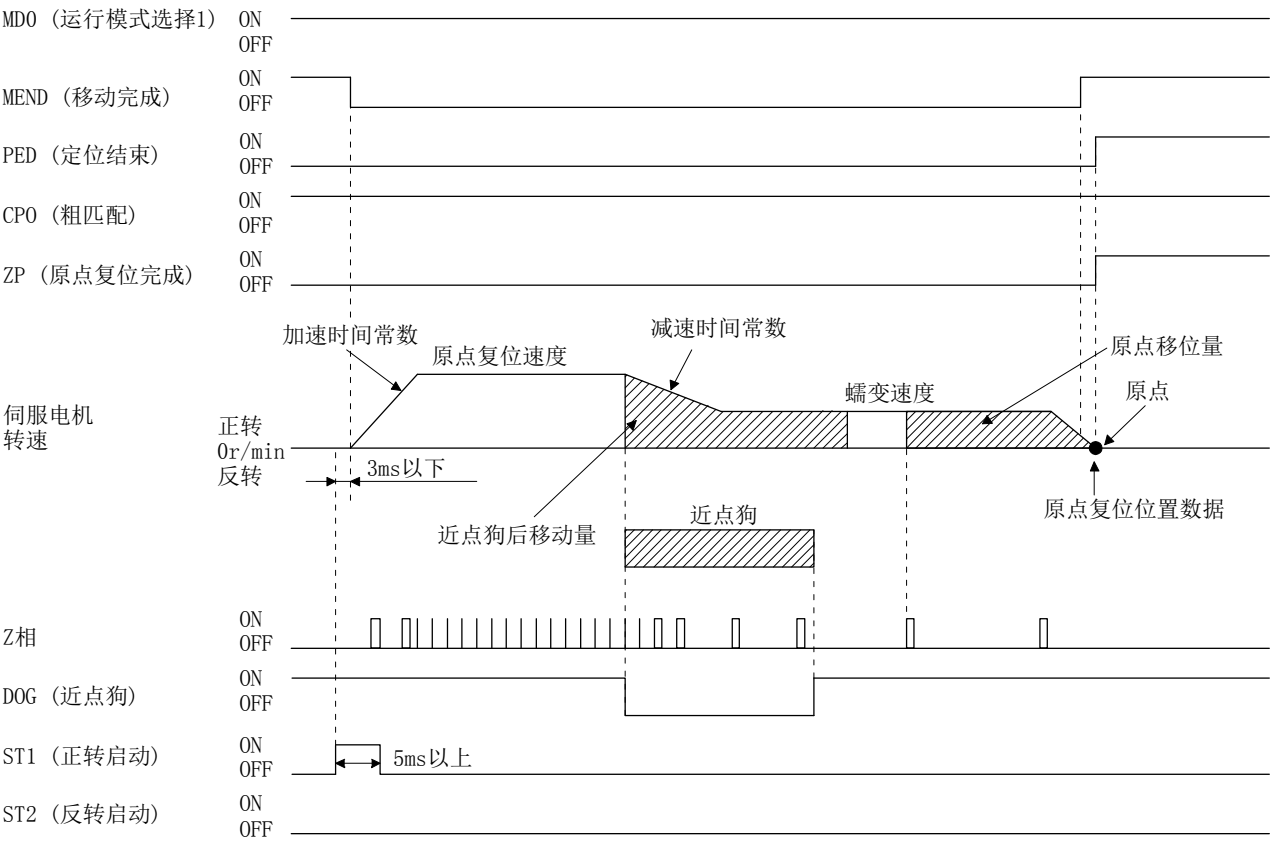 MD0 (运行模式选择1) ON
OFF
MEND (移动完成) ON
OFF
PED (定位结束) ON
OFF
CPO (粗匹配) ON
OFF
ZP (原点复位完成) ON
OFF
加速时间常数
原点复位速度
减速时间常数
蠕变速度
原点移位量
原点
伺服电机
转速
正转
0r/min
反转
3ms以下
近点狗后移动量
近点狗
原点复位位置数据
Z相 ON
OFF
DOG (近点狗) ON
OFF
ST1 (正转启动) ON
OFF
5ms以上
ST2 (反转启动) ON
OFF